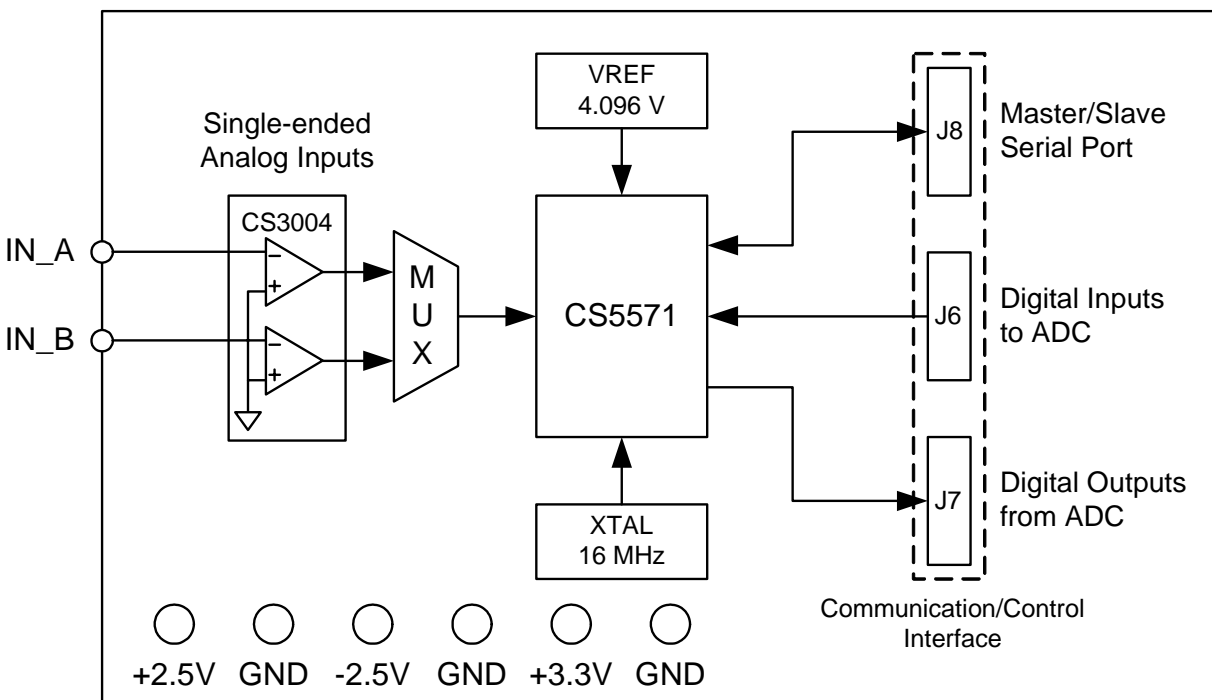 VREF
4.096 V
Single-ended
Analog Inputs
CS3004
IN_A
IN_B
−
+
−
+
M
U
X
CS5571
XTAL
16 MHz
J8
Master/Slave
Serial Port
J6
Digital Inputs
to ADC
J7
Digital Outputs
from ADC
Communication/Control
Interface
+2.5V GND -2.5V GND +3.3V GND